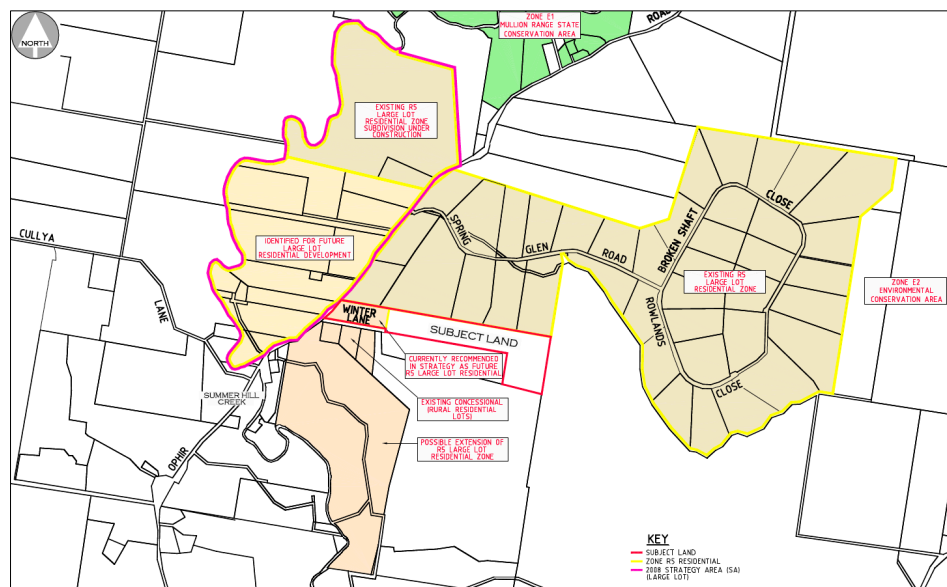 ZONE E1
MULLION RANGE STATE
CONSERVATION AREA
ROAD
NORTH
EXISTING R5
LARGE LOT
RESIDENTIAL ZONE
SUBDIVISION UNDER
CONSTRUCTION
CLOSE
SPRING
GLEN
ROAD
BROKEN SHAFT
CULLYA
LANE
IDENTIFIED FOR FUTURE
LARGE LOT
RESIDENTIAL DEVELOPMENT
EXISTING R5
LARGE LOT
RESIDENTIAL ZONE
ZONE E2
ENVIRONMENTAL
CONSERVATION AREA
ROWLANDS
CLOSE
WINTER
LANE
SUBJECT LAND
CURRENTLY RECOMMENDED
IN STRATEGY AS FUTURE
R5 LARGE LOT RESIDENTIAL
SUMMER HILL
CREEK
EXISTING CONCESSIONAL
(RURAL RESIDENTIAL
LOTS)
OPHIR
POSSIBLE EXTENSION OF
R5 LARGE LOT
RESIDENTIAL ZONE
KEY
SUBJECT LAND
ZONE R5 RESIDENTIAL
2008 STRATEGY AREA (SA)
(LARGE LOT)